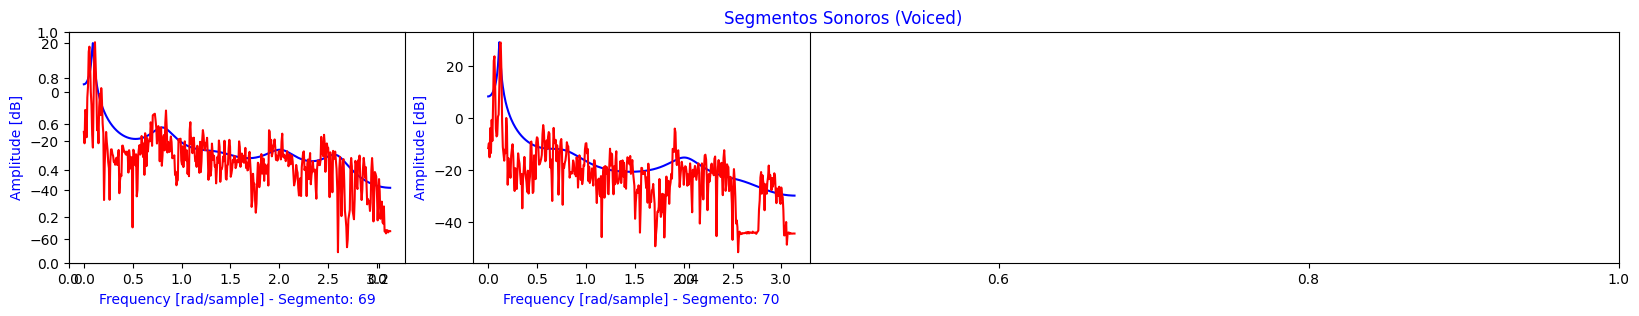 Segmentos Sonoros (Voiced)
1.0
20
0.8
0
0.6
−20
0.4
−40
0.2
−60
0.0
Amplitude [dB]
0.0 0.0 0.5 1.0 1.5 2.0 2.5 3.0 0.2
Frequency [rad/sample] - Segmento: 69
20
0
−20
−40
Amplitude [dB]
0.0 0.5 1.0 1.5 2.0 0.4 2.5 3.0
Frequency [rad/sample] - Segmento: 70
0.6 0.8 1.0